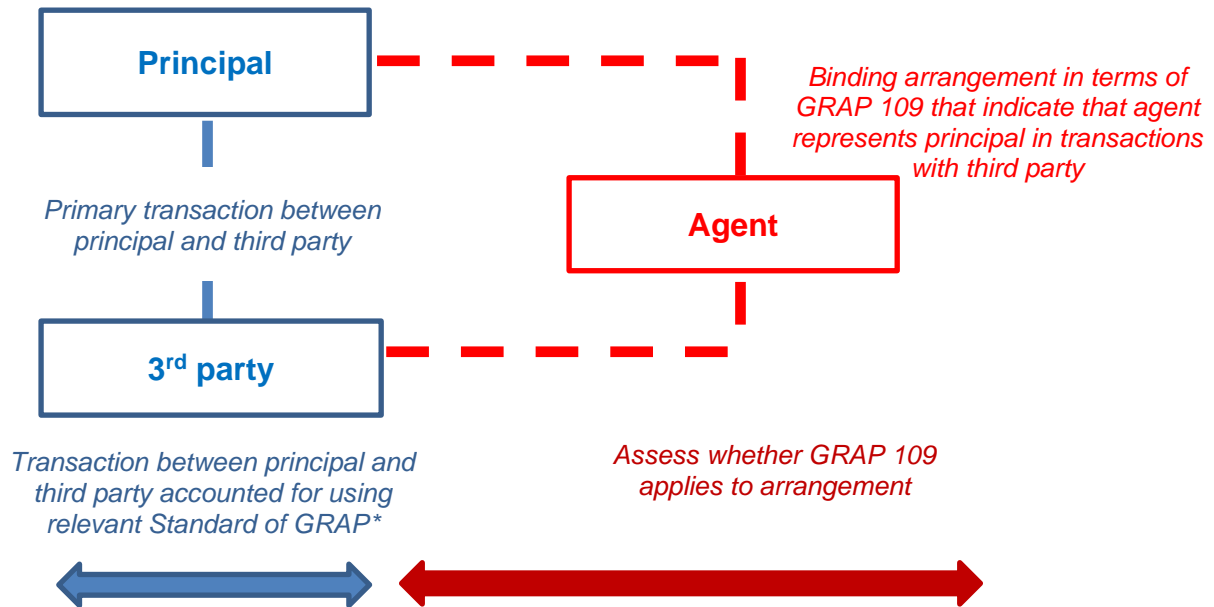 Principal
Binding arrangement in terms of
GRAP 109 that indicate that agent
represents principal in transactions
with third party
Primary transaction between
principal and third party
Agent
3rd party
Transaction between principal and
third party accounted for using
relevant Standard of GRAP*
Assess whether GRAP 109
applies to arrangement